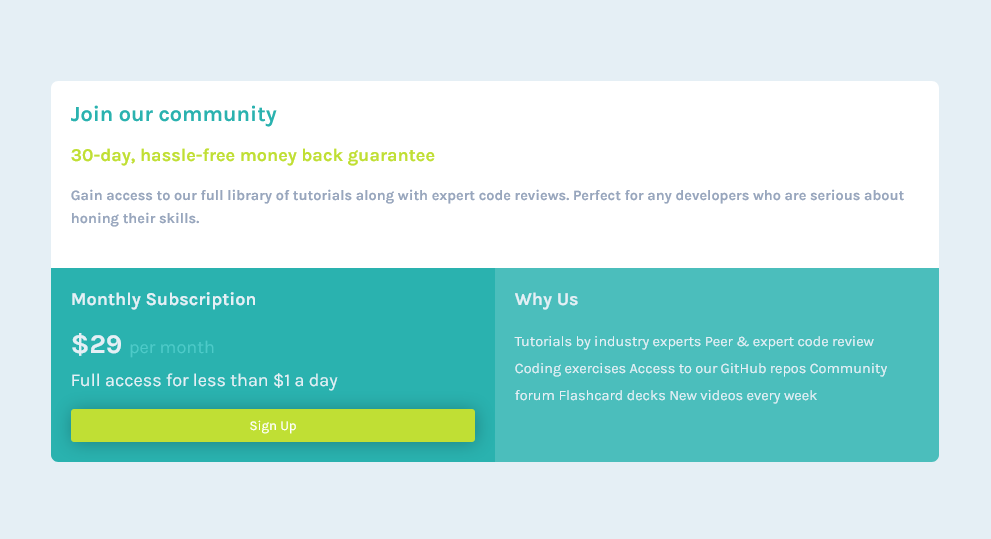 Join our community
30-day, hassle-free money back guarantee
Gain access to our full library of tutorials along with expert code reviews. Perfect for any developers who are serious about
honing their skills.
Monthly Subscription
$29 per month
Full access for less than $1 a day
Sign Up
Why Us
Tutorials by industry experts Peer & expert code review
Coding exercises Access to our GitHub repos Community
forum Flashcard decks New videos every week